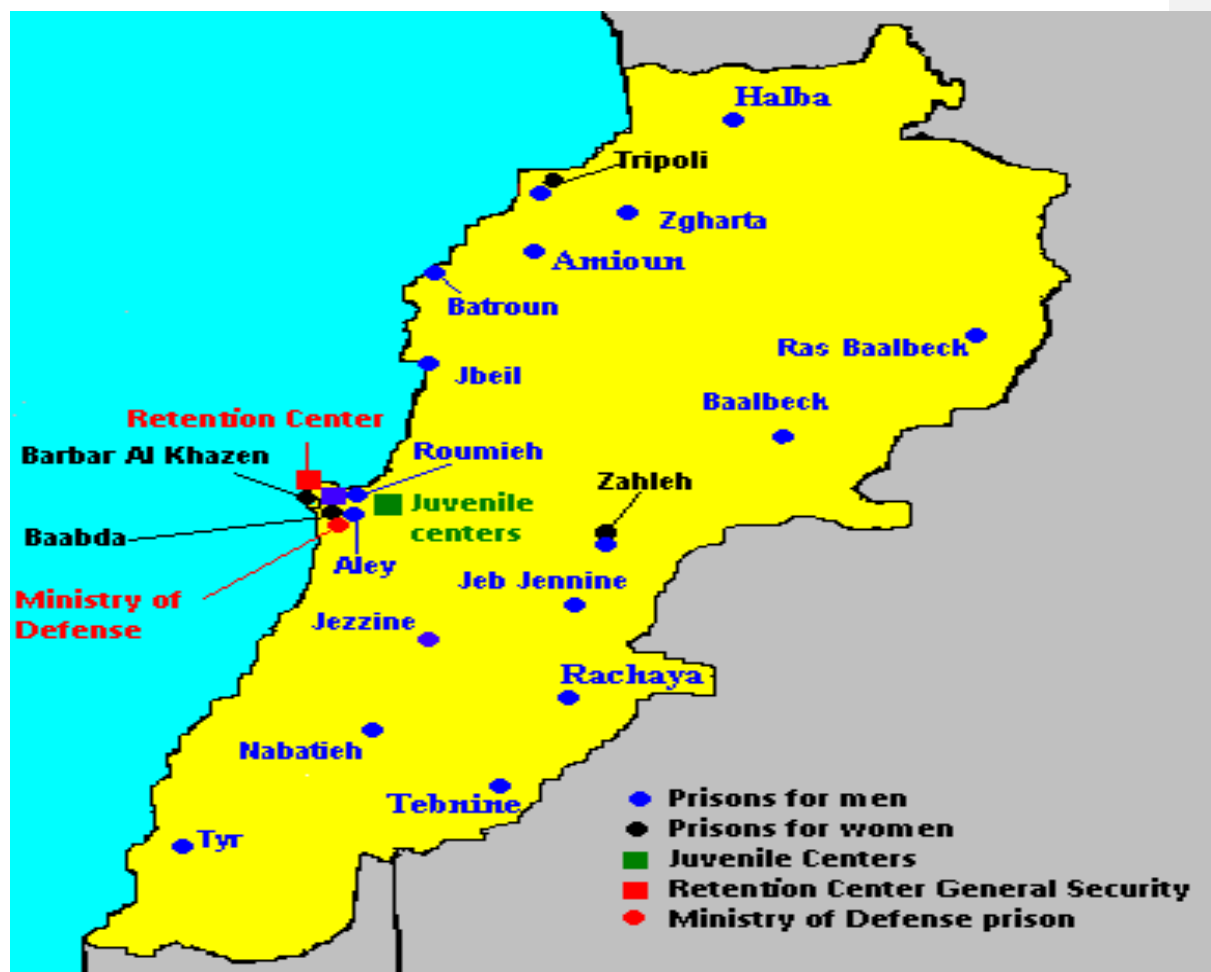 Halba
Tripoli
Zgharta
Amioun
Batroun
Ras Baalbeck
Jbeil
Baalbeck
Retention Center
Barbar Al Khazen
Roumieh
Zahleh
Juvenile
centers
Baabda
Aley
Jeb Jennine
Ministry of
Defense
Jezzine
Rachaya
Nabatieh
Tebnine
Tyr
Prisons for men
Prisons for women
Juvenile Centers
Retention Center General Security
Ministry of Defense prison